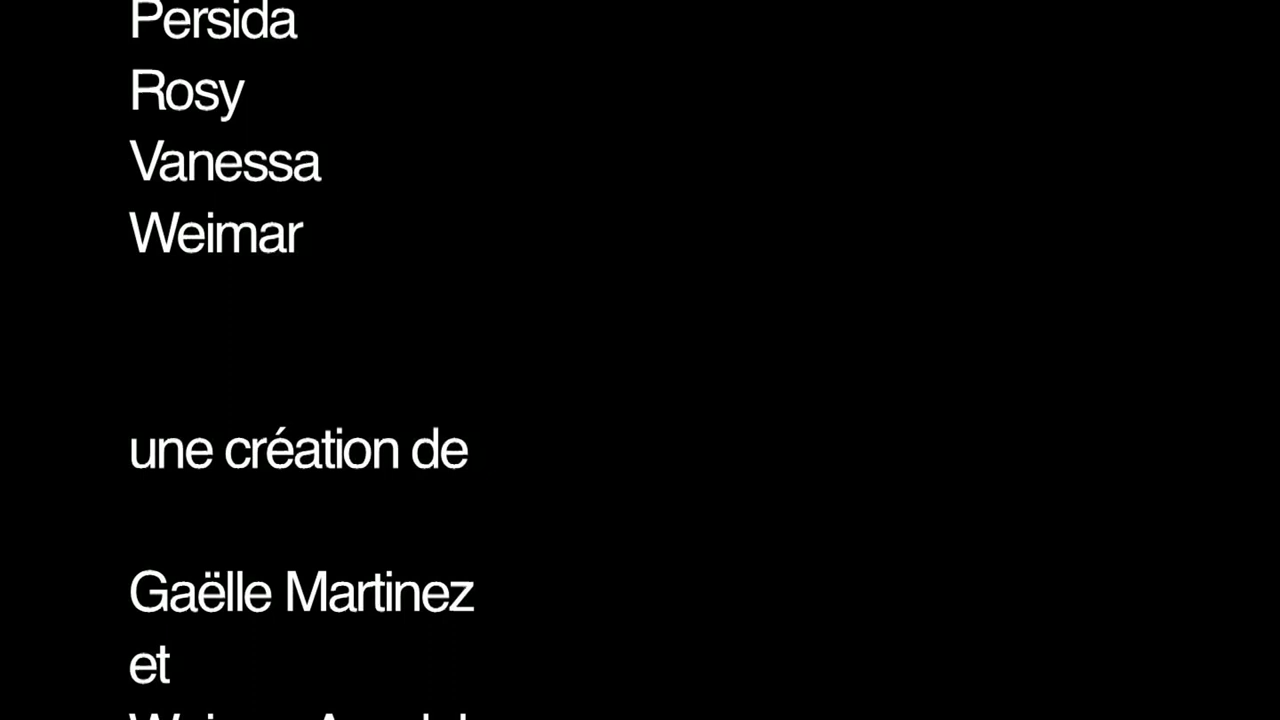 Persida
Rosy
Vanessa
Weimar
une création de
Gaëlle Martinez
et